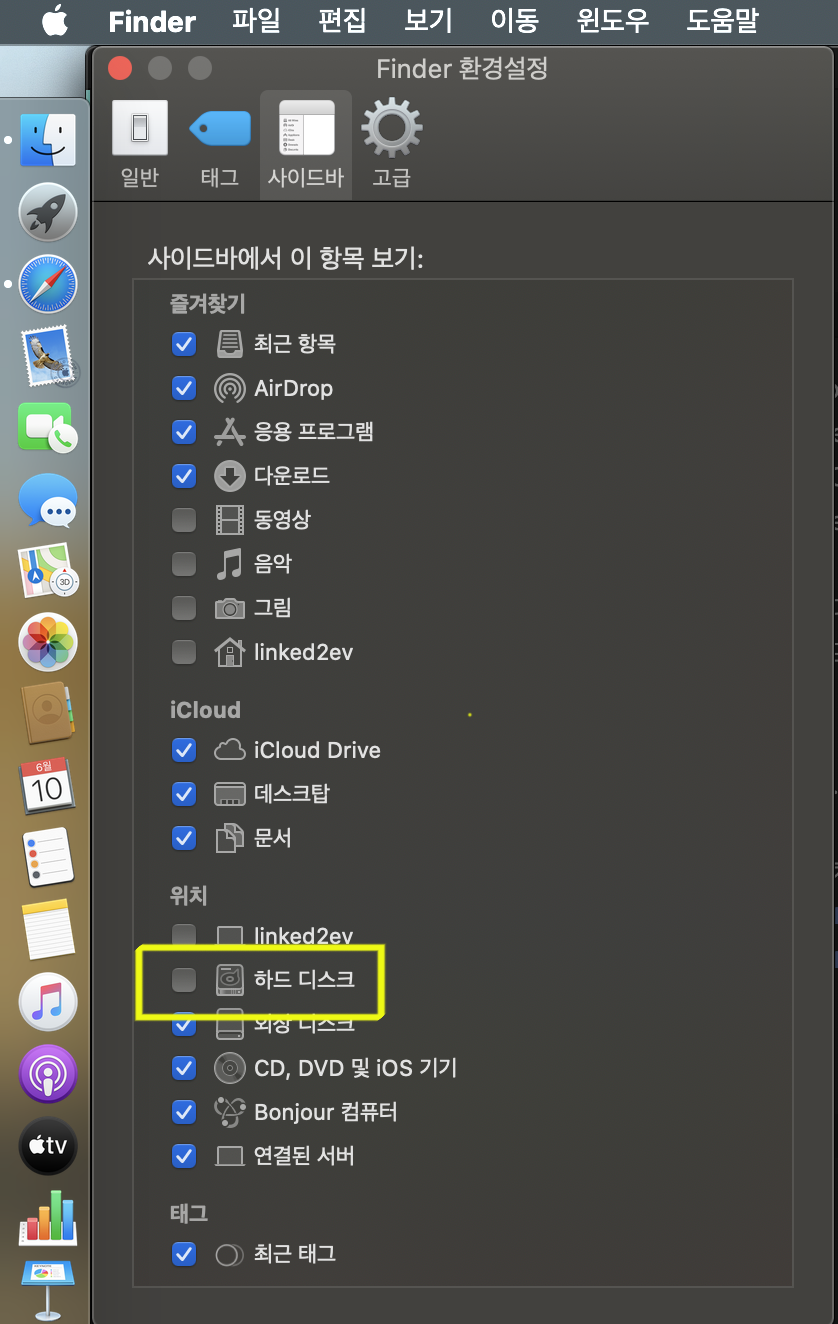 Finder 파일 편집 보기 이동 윈도우 도움말
Finder 환경설정
일반 태그 사이드바 고급
사이드바에서 이 항목 보기:
즐겨찾기
최근 항목
AirDrop
응용 프로그램
다운로드
동영상
음악
그림
linked2ev
iCloud
iCloud Drive
데스크탑
문서
위치
linked2ev
하드 디스크
외장 디스크
CD, DVD 및 iOS 기기
Bonjour 컴퓨터
연결된 서버
태그
최근 태그
3D
6월
10
tv